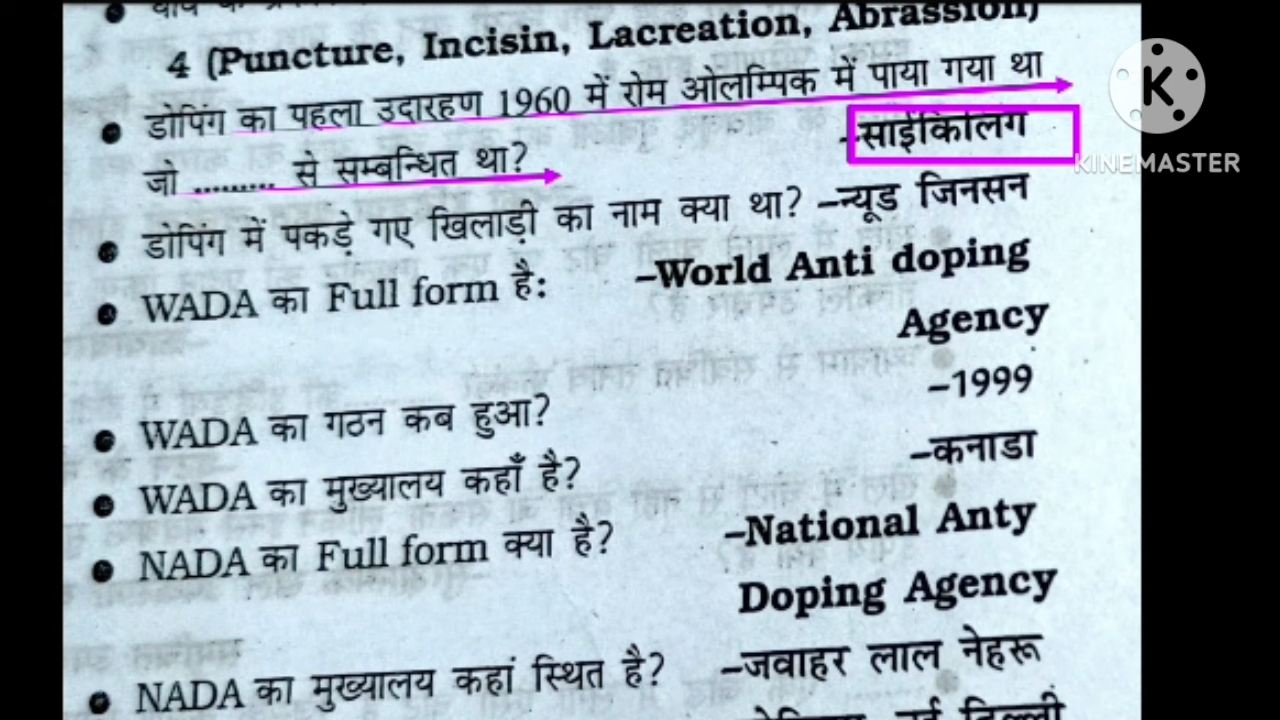 4 (Puncture, Incisin, Lacreation, Abrassion)
डोपिंग का पहला उदारहण 1960 में रोम ओलम्पिक में पाया गया था
जो ......... से सम्बन्धित था? –साईकिलिंग
डोपिंग में पकड़े गए खिलाड़ी का नाम क्या था? –न्यूड जिनसन
WADA का Full form है: –World Anti doping
Agency
WADA का गठन कब हुआ? –1999
WADA का मुख्यालय कहाँ है? –कनाडा
NADA का Full form क्या है? –National Anty
Doping Agency
NADA का मुख्यालय कहां स्थित है? –जवाहर लाल नेहरू
नई दिल्ली
K
KINEMASTER